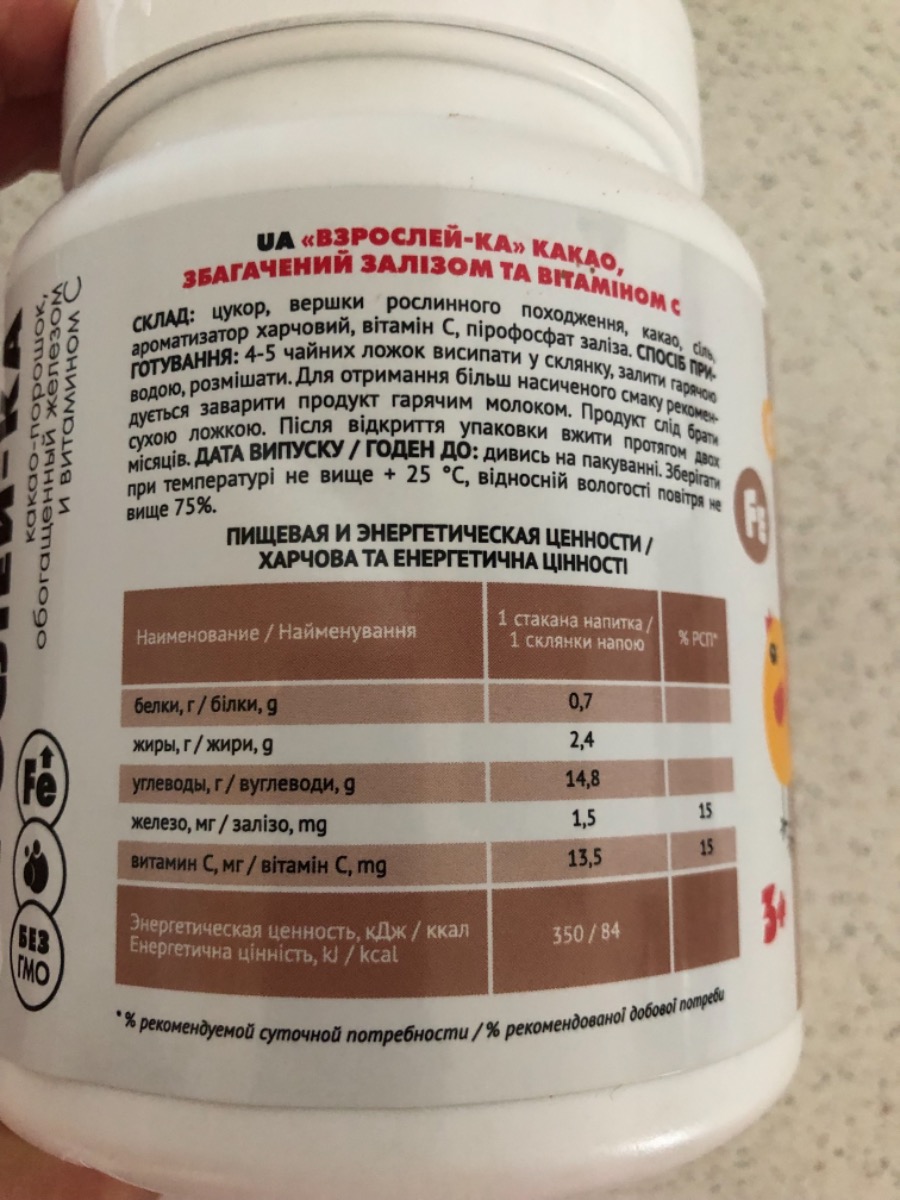 UA «ВЗРОСЛЕЙ-КА» КАКАО,
ЗБАГАЧЕНИЙ ЗАЛІЗОМ ТА ВІТАМІНОМ С
СКЛАД: цукор, вершки рослинного походження, какао, сіль,
ароматизатор харчовий, вітамін С, пірофосфат заліза. СПОСІБ ПРИ-
ГОТУВАННЯ: 4-5 чайних ложок висипати у склянку, залити гарячою
водою, розмішати. Для отримання більш насиченого смаку рекомен-
дується заварити продукт гарячим молоком. Продукт слід брати
сухою ложкою. Після відкриття упаковки вжити протягом двох
місяців. ДАТА ВИПУСКУ / ГОДЕН ДО: дивись на пакуванні. Зберігати
при температурі не вище + 25 °С, відносній вологості повітря не
вище 75%.
ПИЩЕВАЯ И ЭНЕРГЕТИЧЕСКАЯ ЦЕННОСТИ /
ХАРЧОВА ТА ЕНЕРГЕТИЧНА ЦІННОСТІ
Наименование / Найменування
1 стакана напитка /
1 склянки напою
% РСП*
белки, г / білки, g 0,7
жиры, г / жири, g 2,4
углеводы, г / вуглеводи, g 14,8
железо, мг / залізо, mg 1,5 15
витамин С, мг / вітамін С, mg 13,5 15
Энергетическая ценность, кДж / ккал
Енергетична цінність, kJ / kcal
350 / 84
*% рекомендуемой суточной потребности / % рекомендованої добової потреби
какао-порошок,
обогащенный железом
и витамином С
Fe
БЕЗ
ГМО
Fe
3+